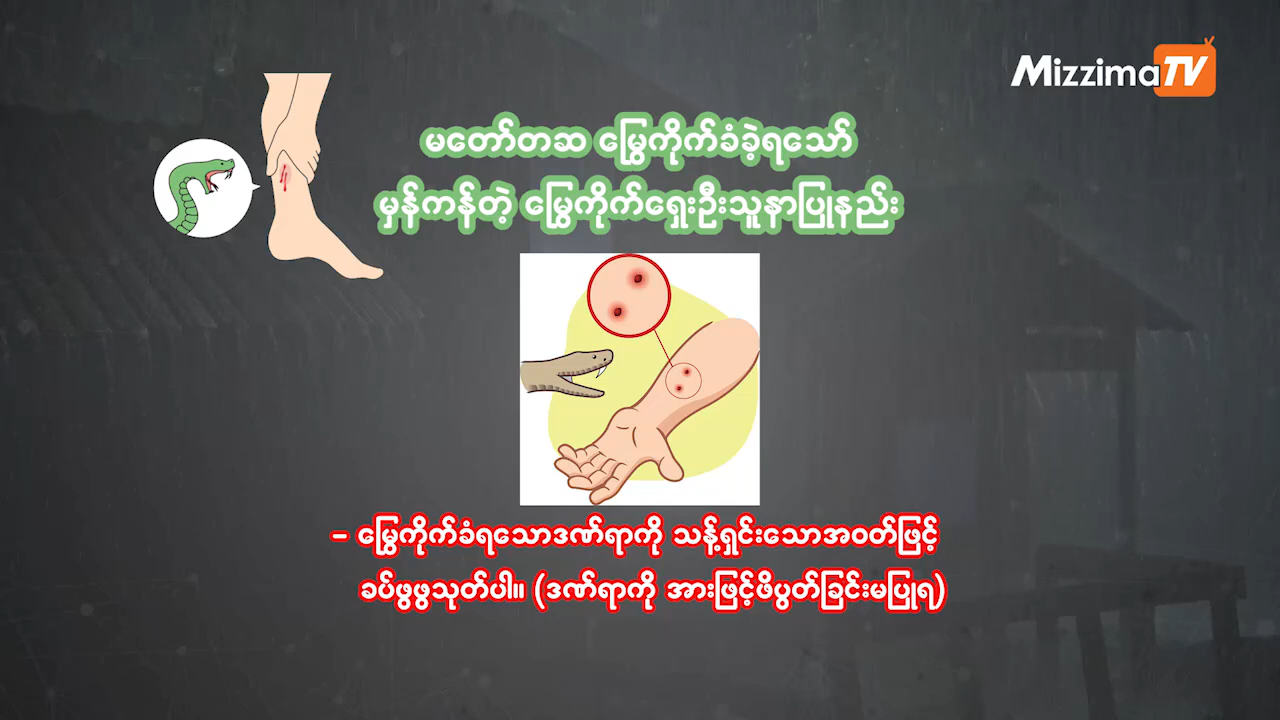 Mizzima TV
မတော်တဆ မြွေကိုက်ခံခဲ့ရသော်
မှန်ကန်တဲ့ မြွေကိုက်ရှေးဦးသူနာပြုနည်း
– မြွေကိုက်ခံရသောဒဏ်ရာကို သန့်ရှင်းသောအဝတ်ဖြင့်
ခပ်ဖွဖွသုတ်ပါ။ (ဒဏ်ရာကို အားဖြင့်ဖိပွတ်ခြင်းမပြုရ)